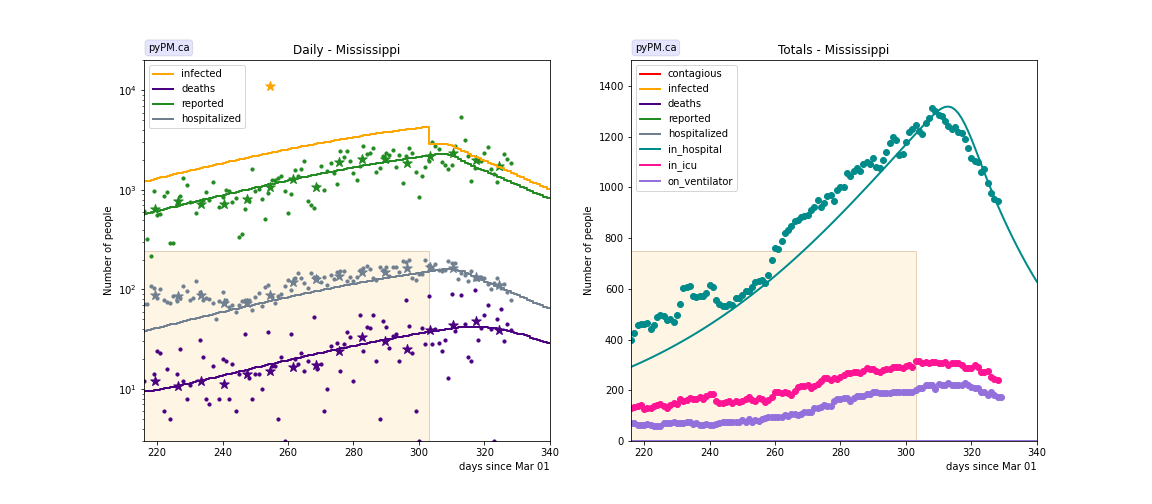 pyPM.ca
Daily - Mississippi
infected
deaths
reported
hospitalized
10⁴
10³
10²
10¹
Number of people
220 240 260 280 300 320 340
days since Mar 01
pyPM.ca
Totals - Mississippi
contagious
infected
deaths
reported
hospitalized
in_hospital
in_icu
on_ventilator
1400
1200
1000
800
600
400
200
0
Number of people
220 240 260 280 300 320 340
days since Mar 01